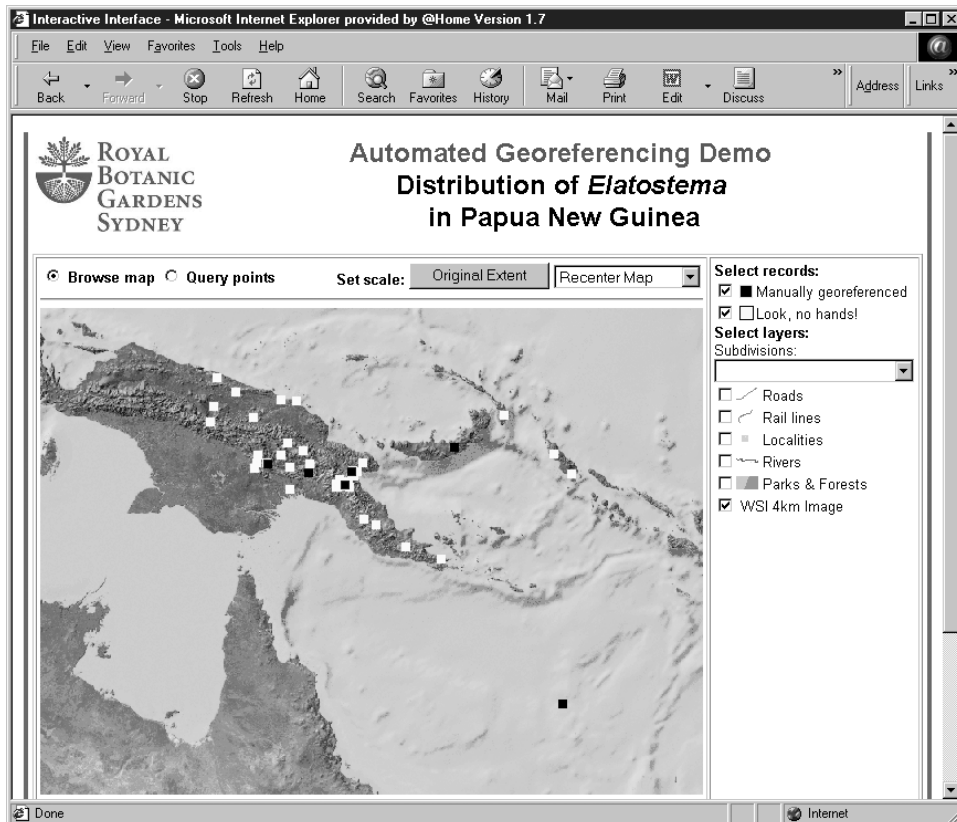 Interactive Interface - Microsoft Internet Explorer provided by @Home Version 1.7
File Edit View Favorites Tools Help
Back Forward Stop Refresh Home Search Favorites History Mail Print Edit Discuss » Address Links »
ROYAL
BOTANIC
GARDENS
SYDNEY
Automated Georeferencing Demo
Distribution of Elatostema
in Papua New Guinea
Browse map Query points Set scale: Original Extent Recenter Map
Select records:
Manually georeferenced
Look, no hands!
Select layers:
Subdivisions:
Roads
Rail lines
Localities
Rivers
Parks & Forests
WSI 4km Image
Done Internet